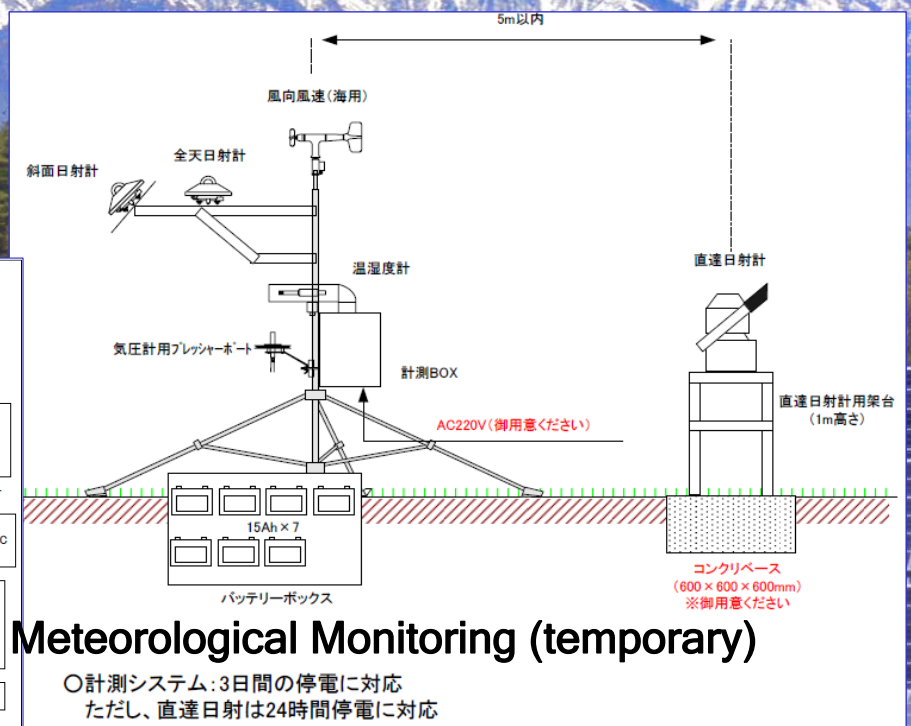 5m以内
風向風速(海用)
全天日射計
斜面日射計
直達日射計
温湿度計
気圧計用プレッシャーポート
計測BOX
直達日射計用架台
(1m高さ)
AC220V(御用意ください)
15Ah×7
バッテリーボックス
コンクリベース
(600×600×600mm)
※御用意ください
c
Meteorological Monitoring (temporary)
○計測システム:3日間の停電に対応
ただし、直達日射は24時間停電に対応